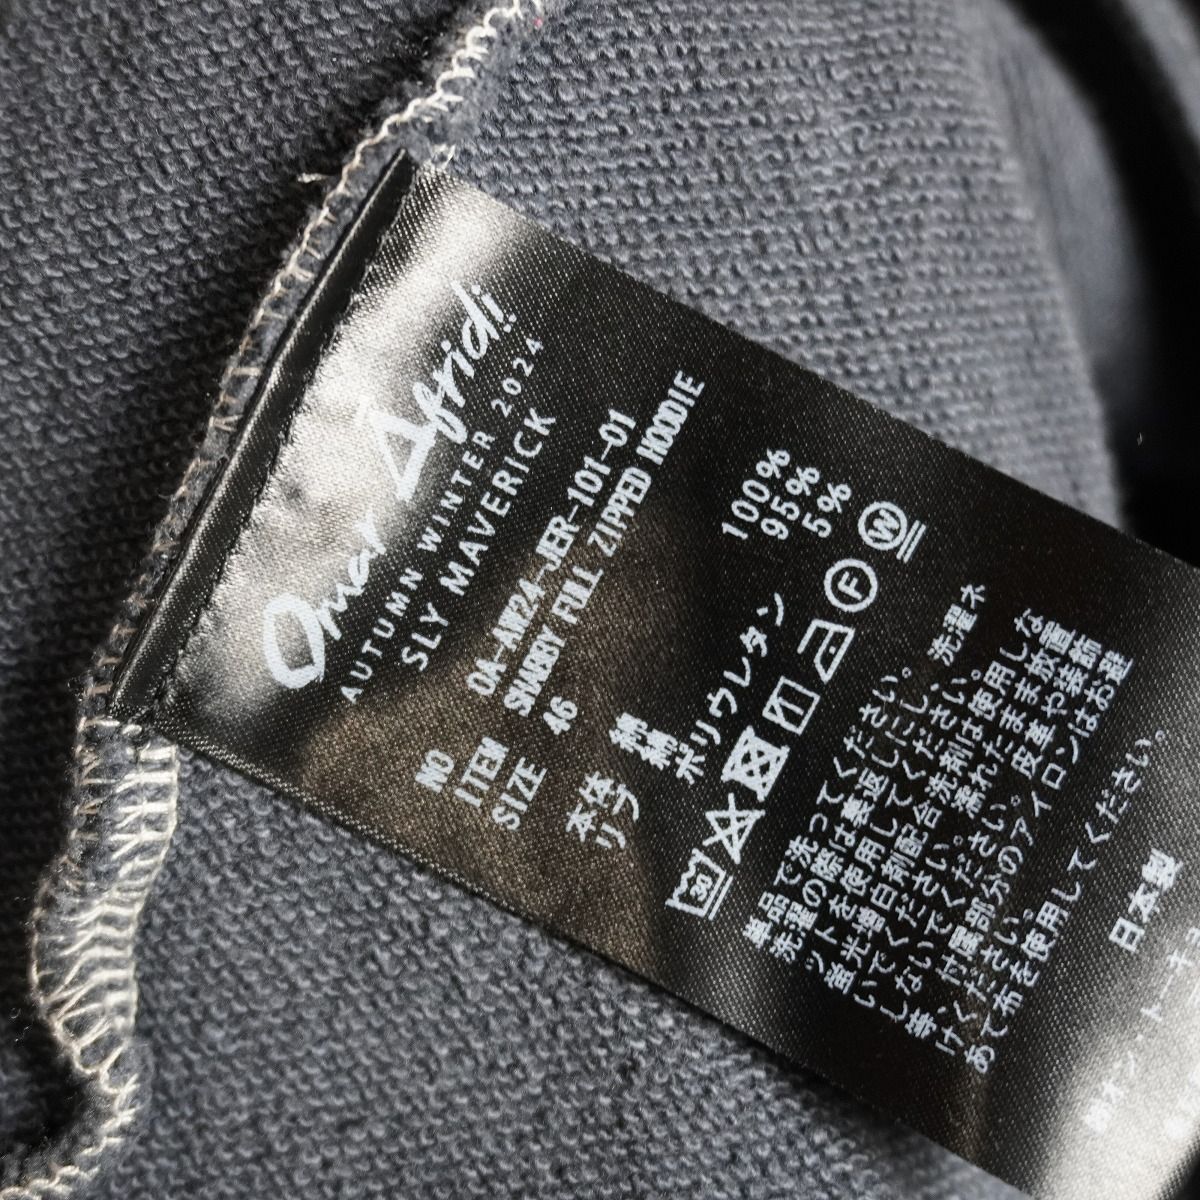 Omar Afridi
AUTUMN WINTER 2024
SLY MAVERICK
NO OA-AW24-JER-101-01
ITEM SHABBY FULL ZIPPED HOODIE
SIZE 46
本体 綿 100%
リブ 綿 95%
ポリウレタン 5%
30 F W
単品で洗ってください。
洗濯の際は裏返しにし、洗濯ネ
ットを使用してください。
蛍光増白剤配合洗剤は使用しな
いでください。濡れたまま放置
しないでください。皮革や装飾
等付属部分のアイロンはお避
けください。
あて布を使用してください。
日本製